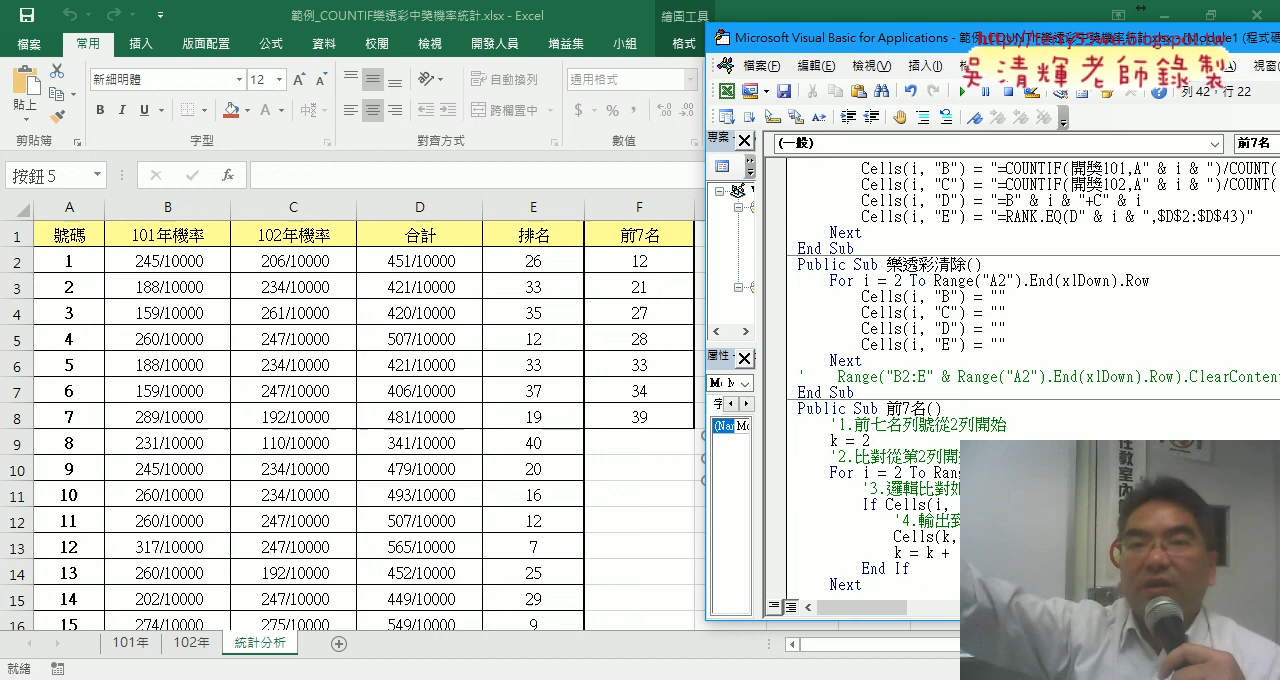 範例_COUNTIF樂透彩中獎機率統計.xlsx - Excel
繪圖工具
檔案 常用 插入 版面配置 公式 資料 校閱 檢視 開發人員 增益集 小組 格式
新細明體 12 自動換列 通用格式
貼上 B I U 跨欄置中 $ % ,
剪貼簿 字型 對齊方式 數值
按鈕 5 fx
A B C D E F
1 號碼 101年機率 102年機率 合計 排名 前7名
2 1 245/10000 206/10000 451/10000 26 12
3 2 188/10000 234/10000 421/10000 33 21
4 3 159/10000 261/10000 420/10000 35 27
5 4 260/10000 247/10000 507/10000 12 28
6 5 188/10000 234/10000 421/10000 33 33
7 6 159/10000 247/10000 406/10000 37 34
8 7 289/10000 192/10000 481/10000 19 39
9 8 231/10000 110/10000 341/10000 40
10 9 245/10000 234/10000 479/10000 20
11 10 260/10000 234/10000 493/10000 16
12 11 260/10000 247/10000 507/10000 12
13 12 317/10000 247/10000 565/10000 7
14 13 260/10000 192/10000 452/10000 25
15 14 202/10000 247/10000 449/10000 29
16 15 274/10000 275/10000 549/10000 9
101年 102年 統計分析
就緒
Microsoft Visual Basic for Applications -
吳清輝老師錄製
檔案(F) 編輯(E) 檢視(V) 插入(I)
列 42, 行 22
專案
(一般) 前7名
屬性
Cells(i, "B") = "=COUNTIF(開獎101,A" & i & ")/COUNT(
Cells(i, "C") = "=COUNTIF(開獎102,A" & i & ")/COUNT(
Cells(i, "D") = "=B" & i & "+C" & i
Cells(i, "E") = "=RANK.EQ(D" & i & ",$D$2:$D$43)"
Next
End Sub
Public Sub 樂透彩清除()
For i = 2 To Range("A2").End(xlDown).Row
Cells(i, "B") = ""
Cells(i, "C") = ""
Cells(i, "D") = ""
Cells(i, "E") = ""
Next
' Range("B2:E" & Range("A2").End(xlDown).Row).ClearConten
End Sub
Public Sub 前7名()
'1.前七名列號從2列開始
k = 2
'2.比對從第2列開
For i = 2 To Ran
'3.邏輯比對如
If Cells(i,
'4.輸出到
Cells(k,
k = k +
End If
Next